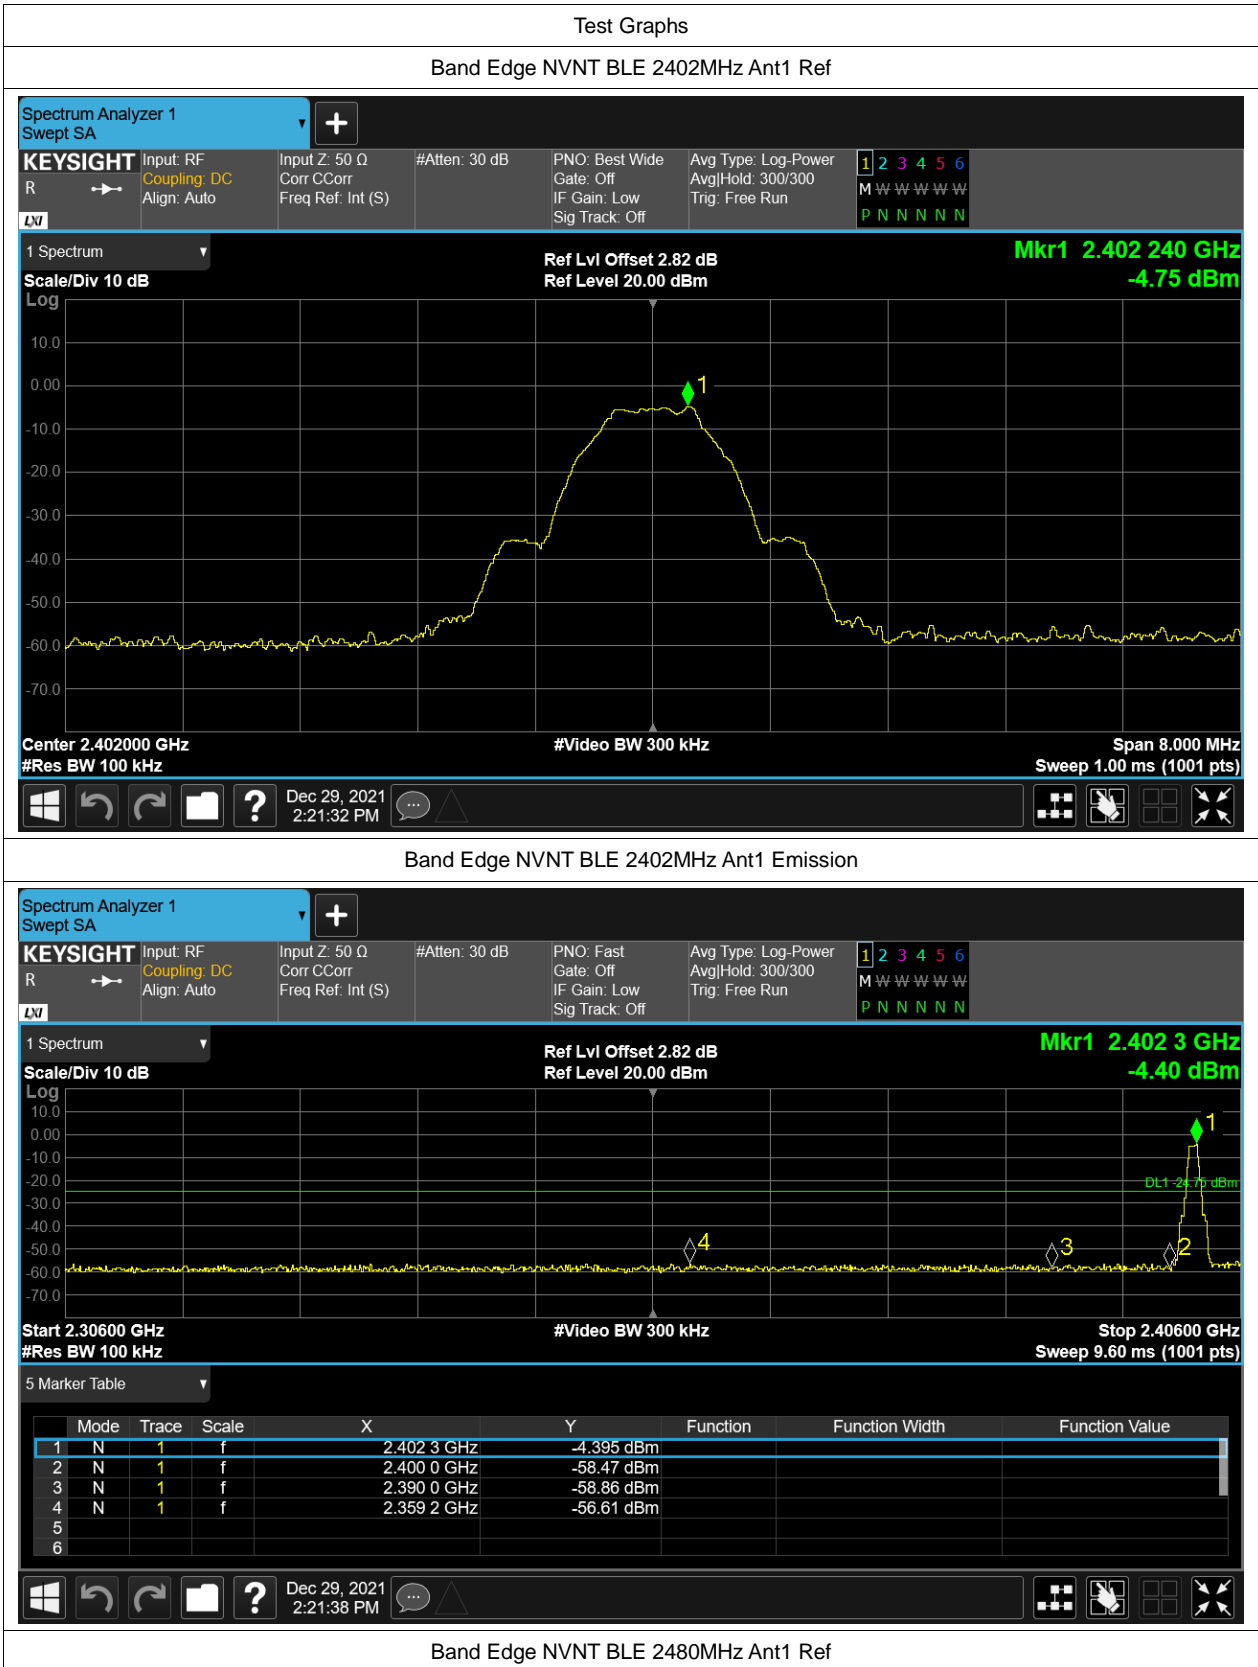 Test Graphs
Band Edge NVNT BLE 2402MHz Ant1 Ref
Spectrum Analyzer 1
Swept SA
KEYSIGHT Input: RF Input Z: 50 Ω #Atten: 30 dB PNO: Best Wide Avg Type: Log-Power 1 2 3 4 5 6
R Coupling: DC Corr CCorr Gate: Off Avg|Hold: 300/300 M W W W W W
Align: Auto Freq Ref: Int (S) IF Gain: Low Trig: Free Run
LXI Sig Track: Off P N N N N N
1 Spectrum Ref Lvl Offset 2.82 dB Mkr1 2.402 240 GHz
Scale/Div 10 dB Ref Level 20.00 dBm -4.75 dBm
Log
10.0
0.00
1
-10.0
-20.0
-30.0
-40.0
-50.0
-60.0
-70.0
Center 2.402000 GHz #Video BW 300 kHz Span 8.000 MHz
#Res BW 100 kHz Sweep 1.00 ms (1001 pts)
? Dec 29, 2021
2:21:32 PM
Band Edge NVNT BLE 2402MHz Ant1 Emission
Spectrum Analyzer 1
Swept SA
KEYSIGHT Input: RF Input Z: 50 Ω #Atten: 30 dB PNO: Fast Avg Type: Log-Power 1 2 3 4 5 6
R Coupling: DC Corr CCorr Gate: Off Avg|Hold: 300/300 M W W W W W
Align: Auto Freq Ref: Int (S) IF Gain: Low Trig: Free Run
LXI Sig Track: Off P N N N N N
1 Spectrum Ref Lvl Offset 2.82 dB Mkr1 2.402 3 GHz
Scale/Div 10 dB Ref Level 20.00 dBm -4.40 dBm
Log
10.0
1
0.00
-10.0
-20.0
DL1 -24.75 dBm
-30.0
-40.0
4 3 2
-50.0
-60.0
-70.0
Start 2.30600 GHz #Video BW 300 kHz Stop 2.40600 GHz
#Res BW 100 kHz Sweep 9.60 ms (1001 pts)
5 Marker Table
Mode Trace Scale X Y Function Function Width Function Value
1 N 1 f 2.402 3 GHz -4.395 dBm
2 N 1 f 2.400 0 GHz -58.47 dBm
3 N 1 f 2.390 0 GHz -58.86 dBm
4 N 1 f 2.359 2 GHz -56.61 dBm
5
6
? Dec 29, 2021
2:21:38 PM
Band Edge NVNT BLE 2480MHz Ant1 Ref